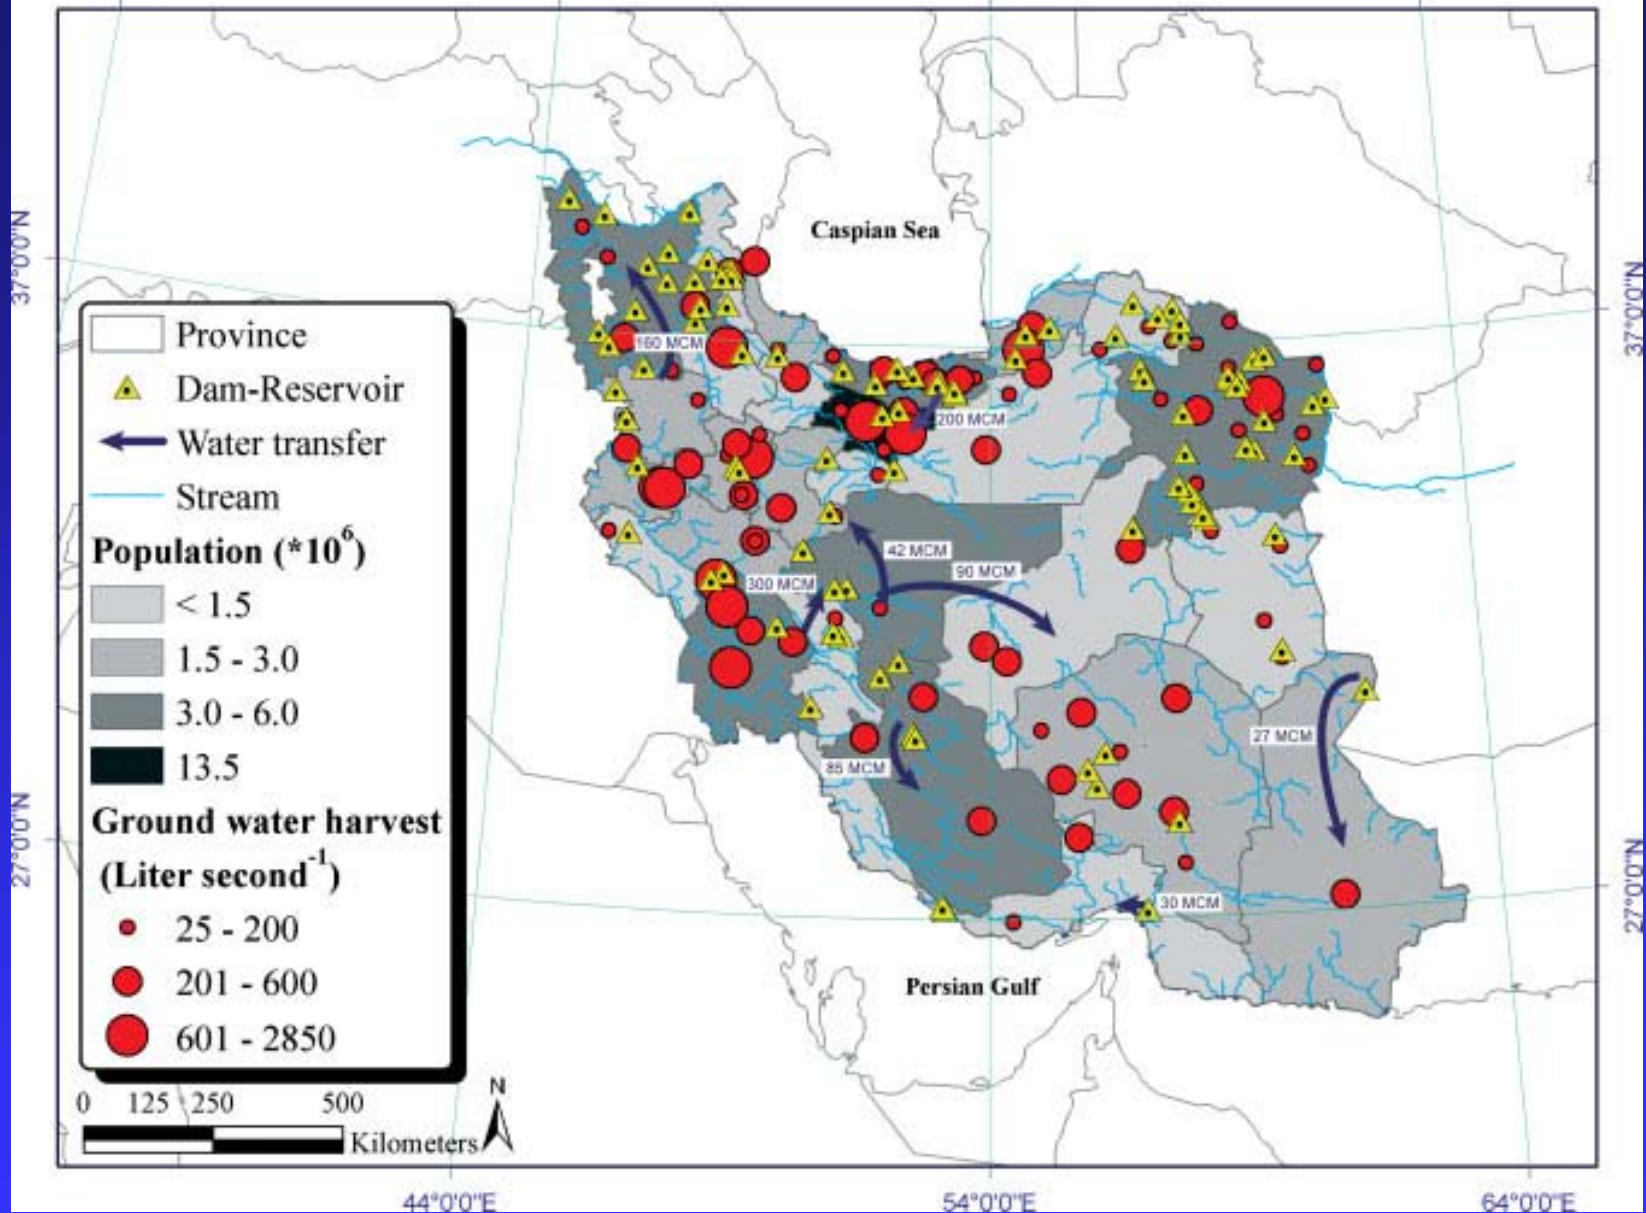 Caspian Sea
37°0'0"N
37°0'0"N
Province
Dam-Reservoir
Water transfer
Stream
Population (*10⁶)
< 1.5
1.5 - 3.0
3.0 - 6.0
13.5
Ground water harvest
(Liter second⁻¹)
25 - 200
201 - 600
601 - 2850
160 MCM
200 MCM
42 MCM
90 MCM
300 MCM
27 MCM
85 MCM
30 MCM
27°0'0"N
27°0'0"N
Persian Gulf
N
0 125 250 500
Kilometers
44°0'0"E
54°0'0"E
64°0'0"E